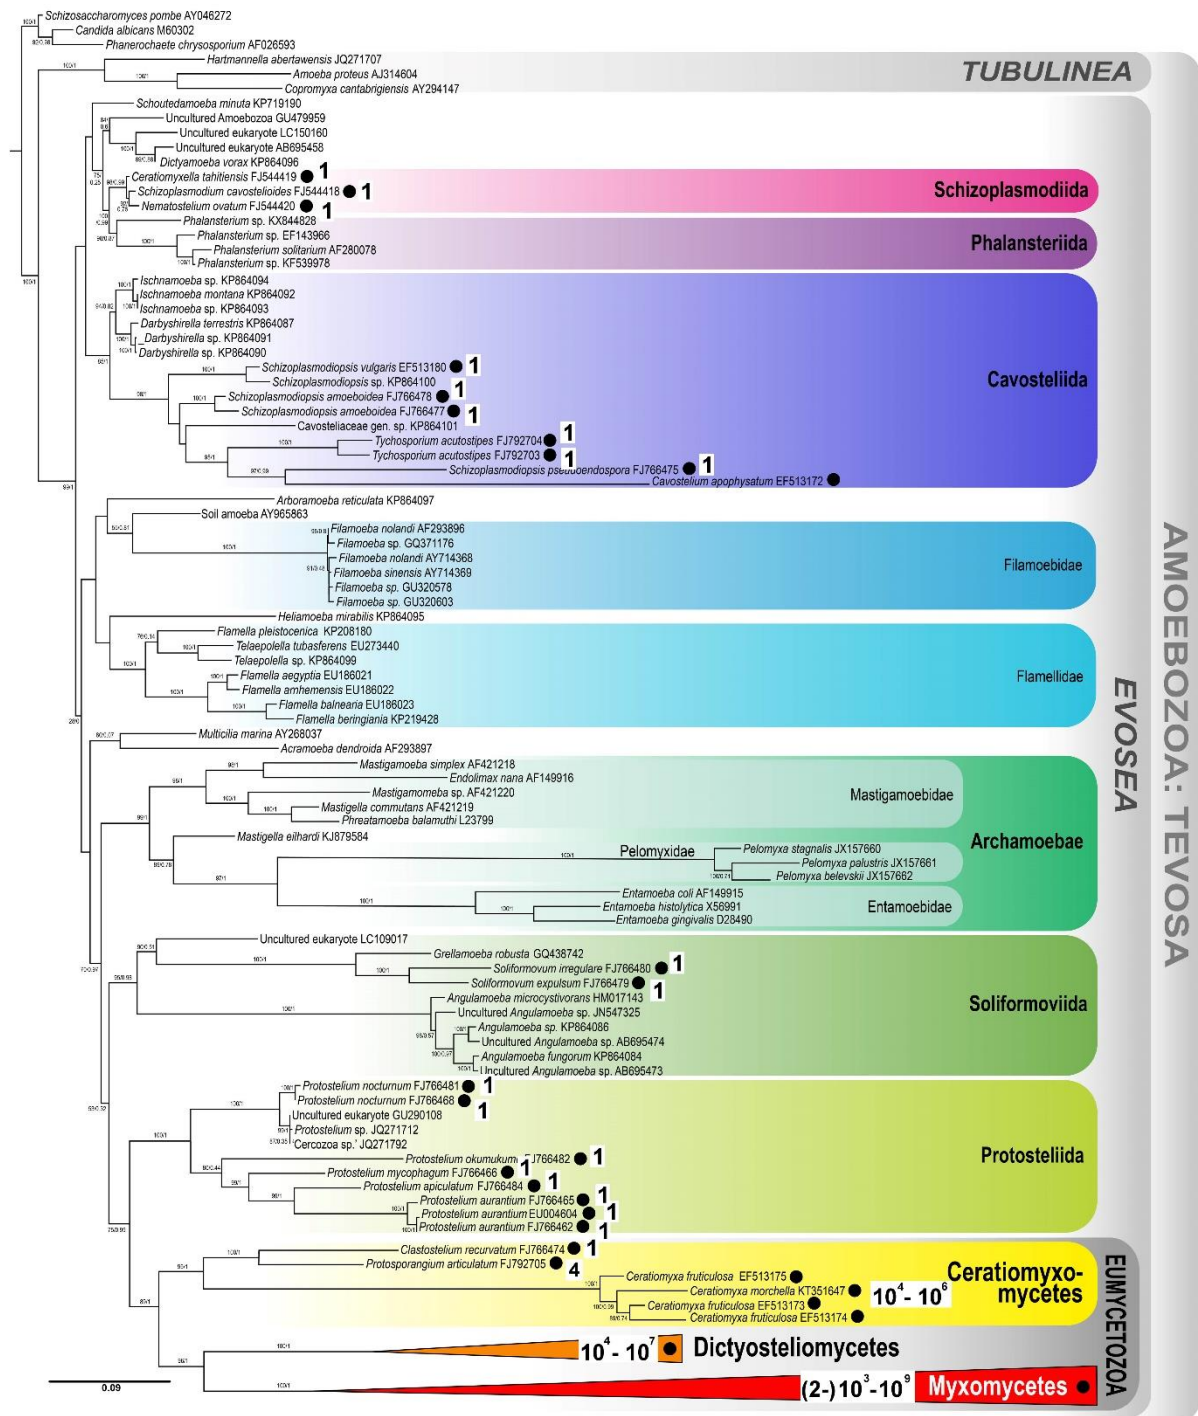 Schizosaccharomyces pombe AY046272
Candida albicans M60302
Phanerochaete chrysosporium AF026593
Hartmannella abertawensis JQ271707
Amoeba proteus AJ314604
Copromyxa cantabrigiensis AY294147
TUBULINEA
Schoutedamoeba minuta KP719190
Uncultured Amoebozoa GU479959
Uncultured eukaryote LC150160
Uncultured eukaryote AB695458
Dictyamoeba vorax KP864096
Ceratiomyxella tahitiensis FJ544419 1
Schizoplasmodium cavostelioides FJ544418 1
Nematostelium ovatum FJ544420 1
Schizoplasmodiida
Phalansterium sp. KX844828
Phalansterium sp. EF143966
Phalansterium solitarium AF280078
Phalansterium sp. KF539978
Phalansteriida
Ischnamoeba sp. KP864094
Ischnamoeba montana KP864092
Ischnamoeba sp. KP864093
Darbyshirella terrestris KP864087
Darbyshirella sp. KP864091
Darbyshirella sp. KP864090
Schizoplasmodiopsis vulgaris EF513180 1
Schizoplasmodiopsis sp. KP864100
Schizoplasmodiopsis amoeboidea FJ766478 1
Schizoplasmodiopsis amoeboidea FJ766477 1
Cavosteliaceae gen. sp. KP864101
Tychosporium acutostipes FJ792704 1
Tychosporium acutostipes FJ792703 1
Schizoplasmodiopsis pseudoendospora FJ766475 1
Cavostelium apophysatum EF513172
Cavosteliida
Arboramoeba reticulata KP864097
Soil amoeba AY965863
Filamoeba nolandi AF293896
Filamoeba sp. GQ371176
Filamoeba nolandi AY714368
Filamoeba sinensis AY714369
Filamoeba sp. GU320578
Filamoeba sp. GU320603
Filamoebidae
Heliamoeba mirabilis KP864095
Flamella pleistocenica KP208180
Telaepolella tubasferens EU273440
Telaepolella sp. KP864099
Flamella aegyptia EU186021
Flamella arnhemensis EU186022
Flamella balnearia EU186023
Flamella beringiania KP219428
Flamellidae
Multicilia marina AY268037
Acramoeba dendroida AF293897
Mastigamoeba simplex AF421218
Endolimax nana AF149916
Mastigamomeba sp. AF421220
Mastigella commutans AF421219
Phreatamoeba balamuthi L23799
Mastigamoebidae
Mastigella eilhardi KJ879584
Pelomyxidae
Pelomyxa stagnalis JX157660
Pelomyxa palustris JX157661
Pelomyxa belevskii JX157662
Archamoebae
Entamoeba coli AF149915
Entamoeba histolytica X56991
Entamoeba gingivalis D28490
Entamoebidae
Uncultured eukaryote LC109017
Grellamoeba robusta GQ438742
Soliformovum irregulare FJ766480 1
Soliformovum expulsum FJ766479 1
Angulamoeba microcystivorans HM017143
Uncultured Angulamoeba sp. JN547325
Angulamoeba sp. KP864086
Uncultured Angulamoeba sp. AB695474
Angulamoeba fungorum KP864084
Uncultured Angulamoeba sp. AB695473
Soliformoviida
Protostelium nocturnum FJ766481 1
Protostelium nocturnum FJ766468 1
Uncultured eukaryote GU290108
Protostelium sp. JQ271712
Cercozoa sp.' JQ271792
Protostelium okumukumu FJ766482 1
Protostelium mycophagum FJ766466 1
Protostelium apiculatum FJ766484 1
Protostelium aurantium FJ766465 1
Protostelium aurantium EU004604 1
Protostelium aurantium FJ766462 1
Protosteliida
Clastostelium recurvatum FJ766474 1
Protosporangium articulatum FJ792705 4
Ceratiomyxa fruticulosa EF513175
Ceratiomyxa morchella KT351647
Ceratiomyxa fruticulosa EF513173
Ceratiomyxa fruticulosa EF513174
10⁴- 10⁶
Ceratiomyxo-
mycetes
10⁴- 10⁷ Dictyosteliomycetes
(2-) 10³-10⁹ Myxomycetes
0.09
EUMYCETOZOA
EVOSEA
AMOEBOZOA: TEVOSA